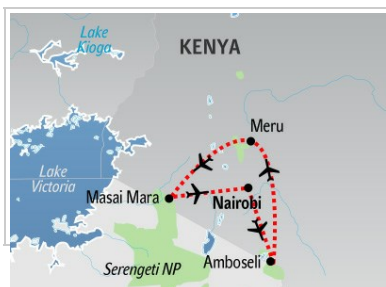 Lake
Kioga
KENYA
Meru
Lake
Victoria
Masai Mara
Nairobi
Serengeti NP
Amboseli